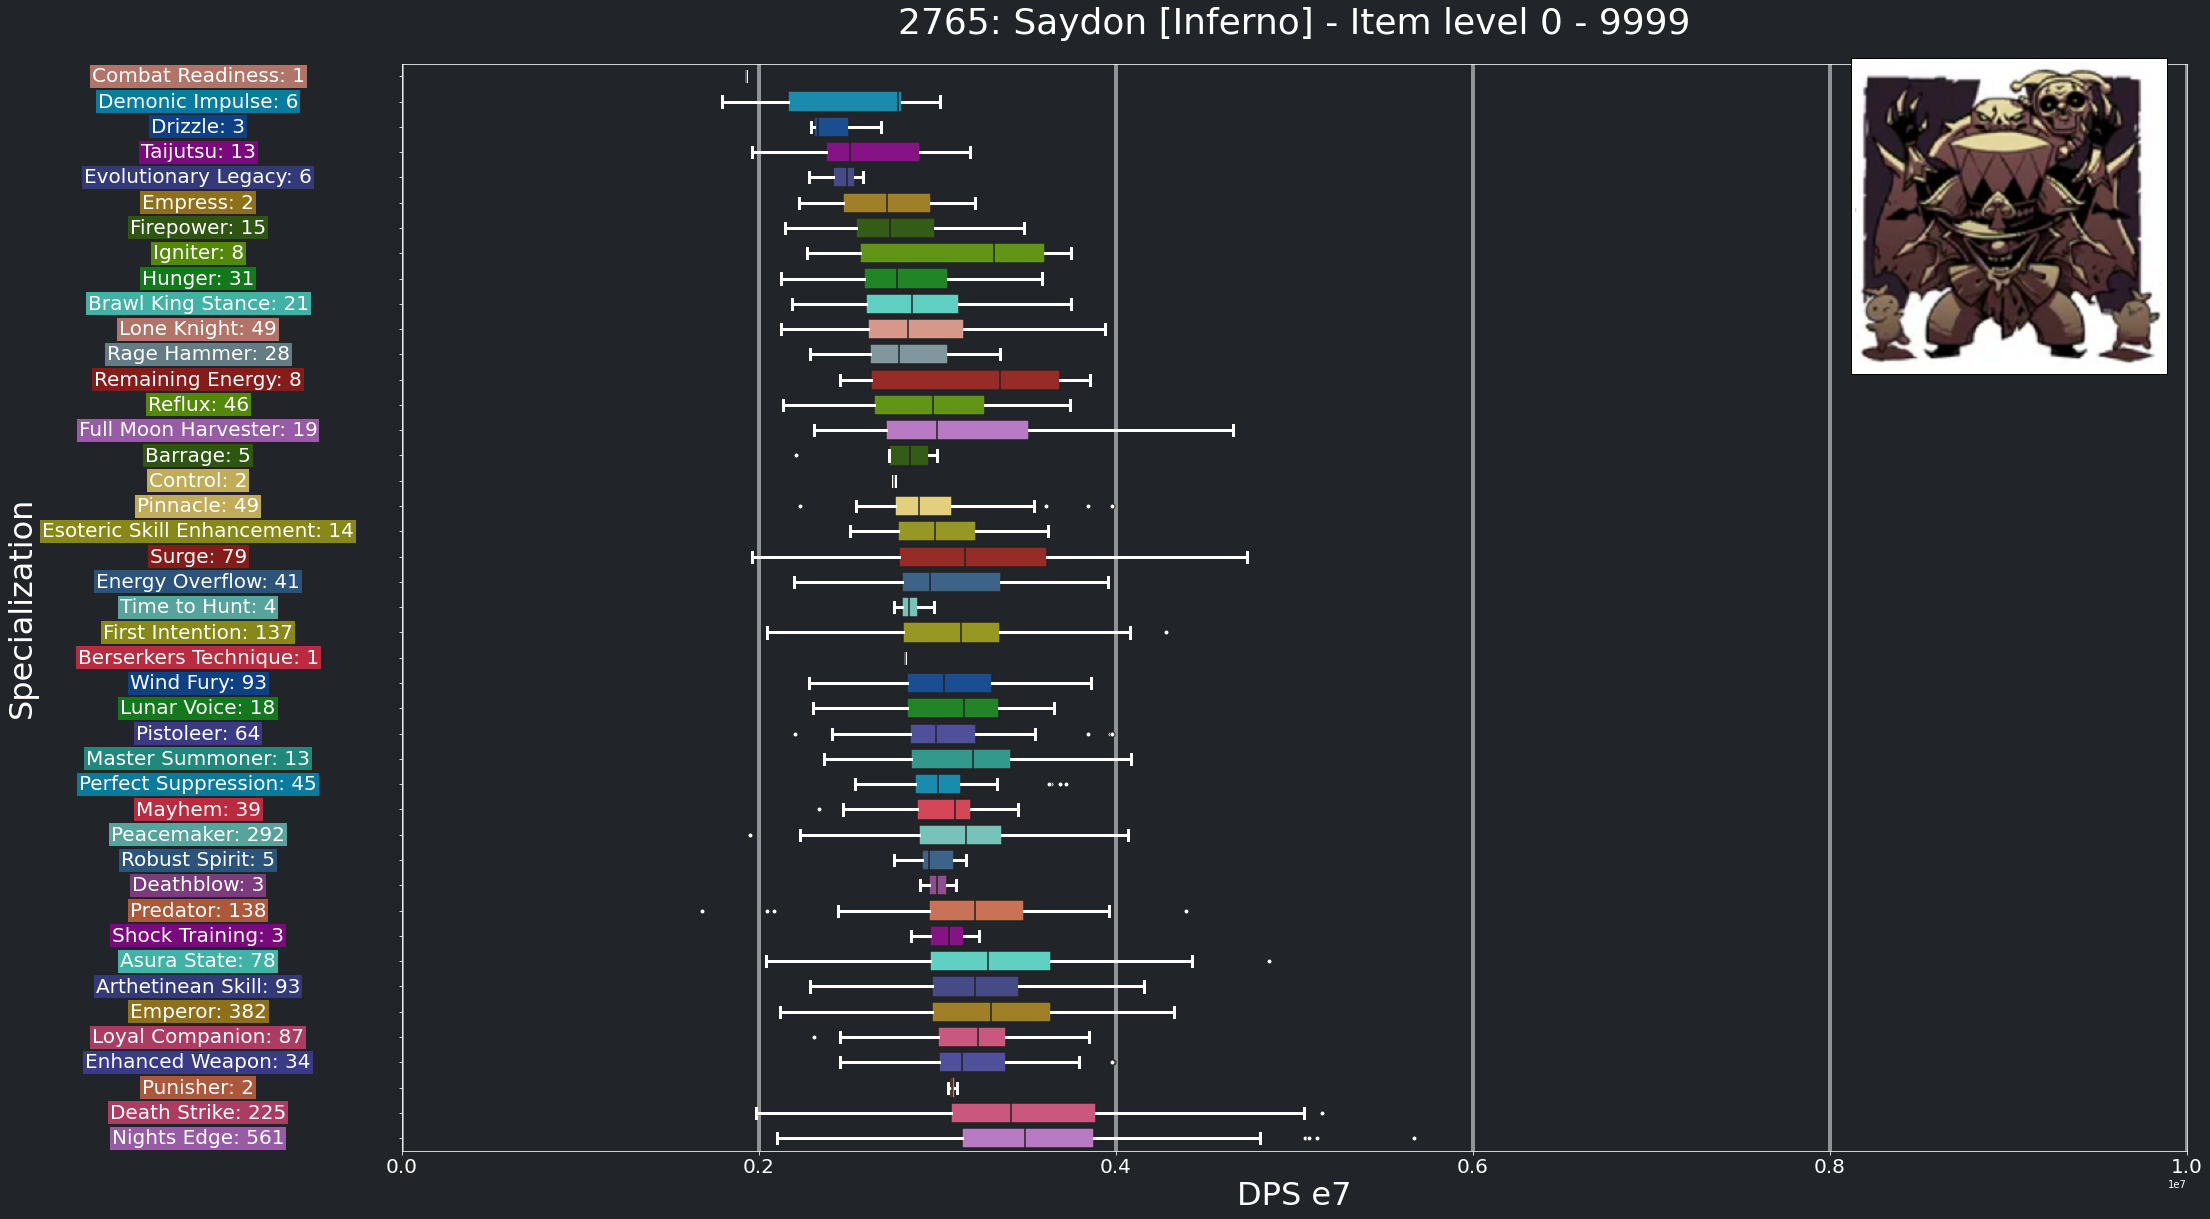 2765: Saydon [Inferno] - Item level 0 - 9999
Specialization
Combat Readiness: 1
Demonic Impulse: 6
Drizzle: 3
Taijutsu: 13
Evolutionary Legacy: 6
Empress: 2
Firepower: 15
Igniter: 8
Hunger: 31
Brawl King Stance: 21
Lone Knight: 49
Rage Hammer: 28
Remaining Energy: 8
Reflux: 46
Full Moon Harvester: 19
Barrage: 5
Control: 2
Pinnacle: 49
Esoteric Skill Enhancement: 14
Surge: 79
Energy Overflow: 41
Time to Hunt: 4
First Intention: 137
Berserkers Technique: 1
Wind Fury: 93
Lunar Voice: 18
Pistoleer: 64
Master Summoner: 13
Perfect Suppression: 45
Mayhem: 39
Peacemaker: 292
Robust Spirit: 5
Deathblow: 3
Predator: 138
Shock Training: 3
Asura State: 78
Arthetinean Skill: 93
Emperor: 382
Loyal Companion: 87
Enhanced Weapon: 34
Punisher: 2
Death Strike: 225
Nights Edge: 561
0.0 0.2 0.4 0.6 0.8 1.0
1e7
DPS e7